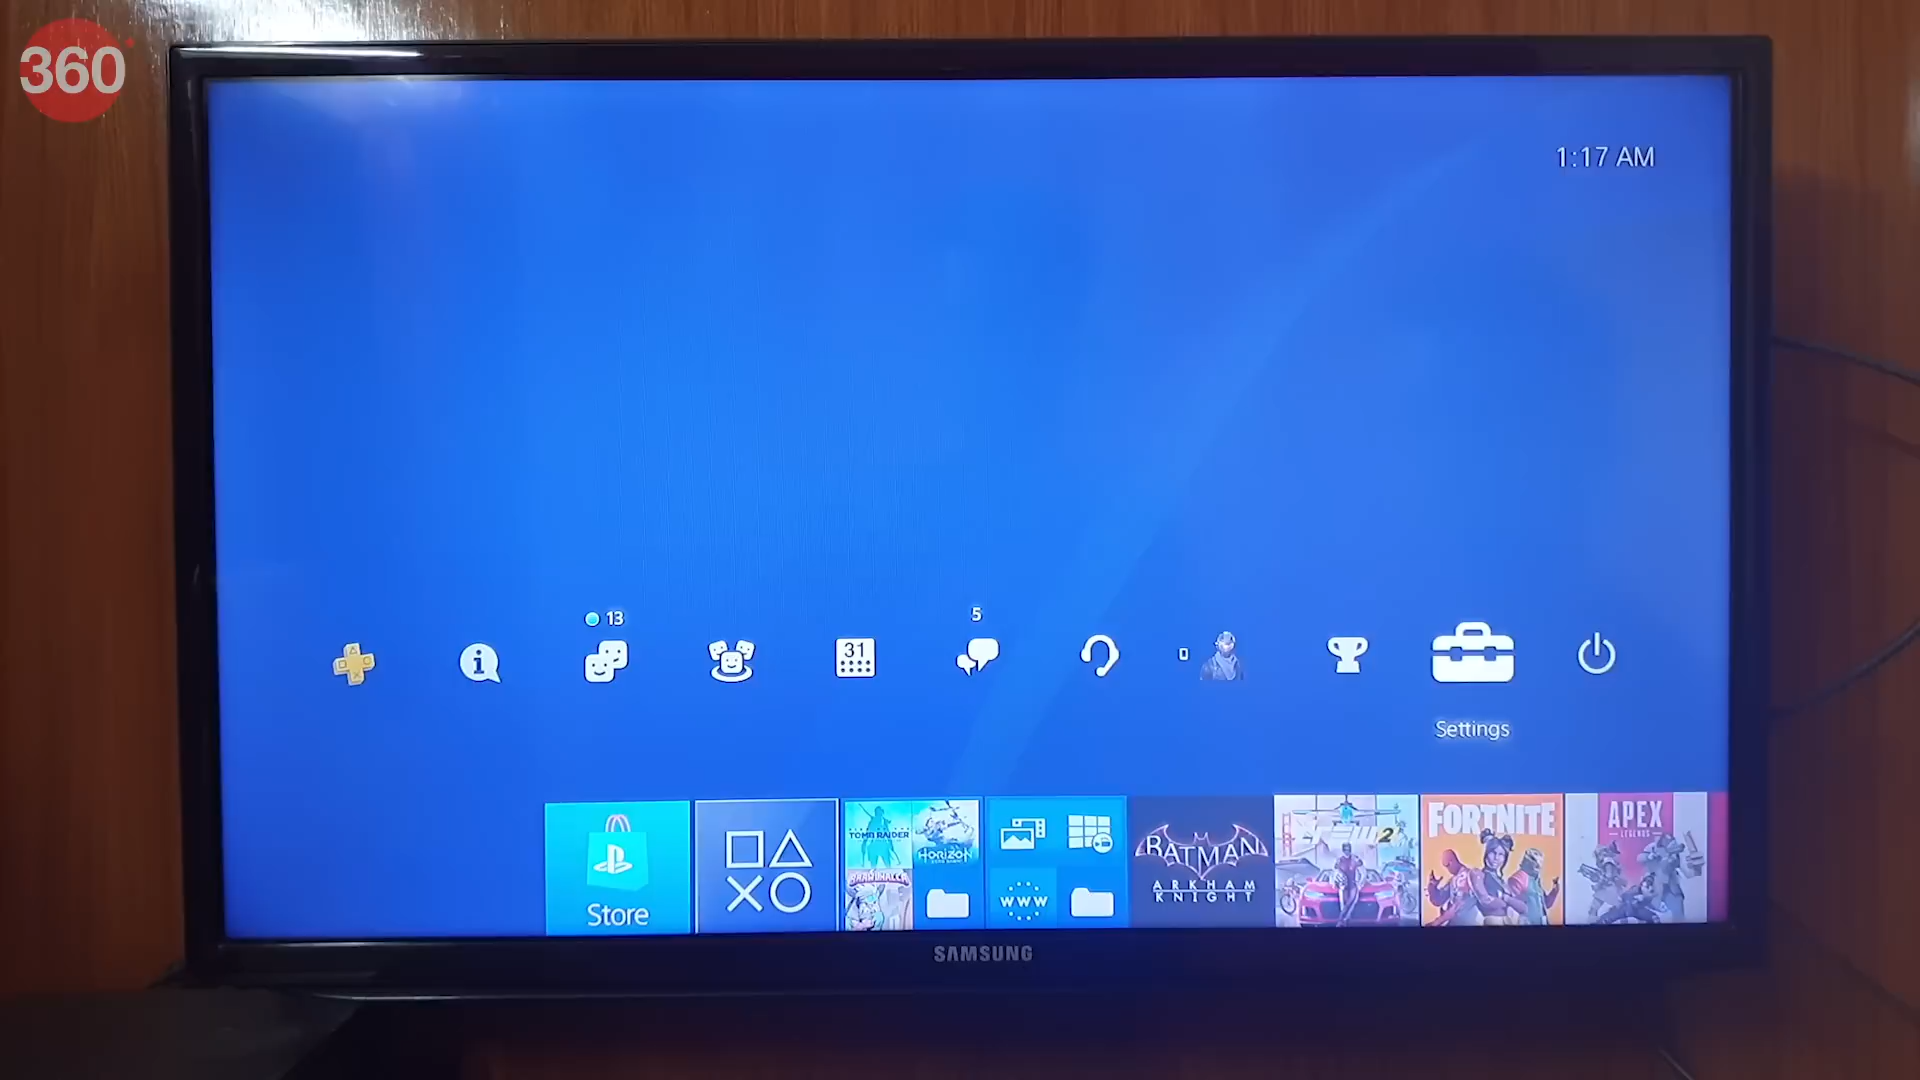 360
1:17 AM
13
5
31
Settings
Store
TOMB RAIDER
HORIZON
BRAWLHALLA
WWW
BATMAN
ARKHAM
KNIGHT
CREW 2
FORTNITE
APEX
LEGENDS
SAMSUNG